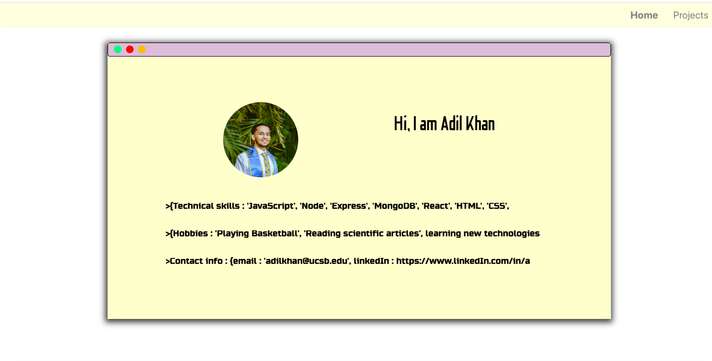 Home Projects
Hi, I am Adil Khan
>{Technical skills : 'JavaScript', 'Node', 'Express', 'MongoDB', 'React', 'HTML', 'CSS',
>{Hobbies : 'Playing Basketball', 'Reading scientific articles', learning new technologies
>Contact info : {email : 'adilkhan@ucsb.edu', linkedIn : https://www.linkedIn.com/in/a